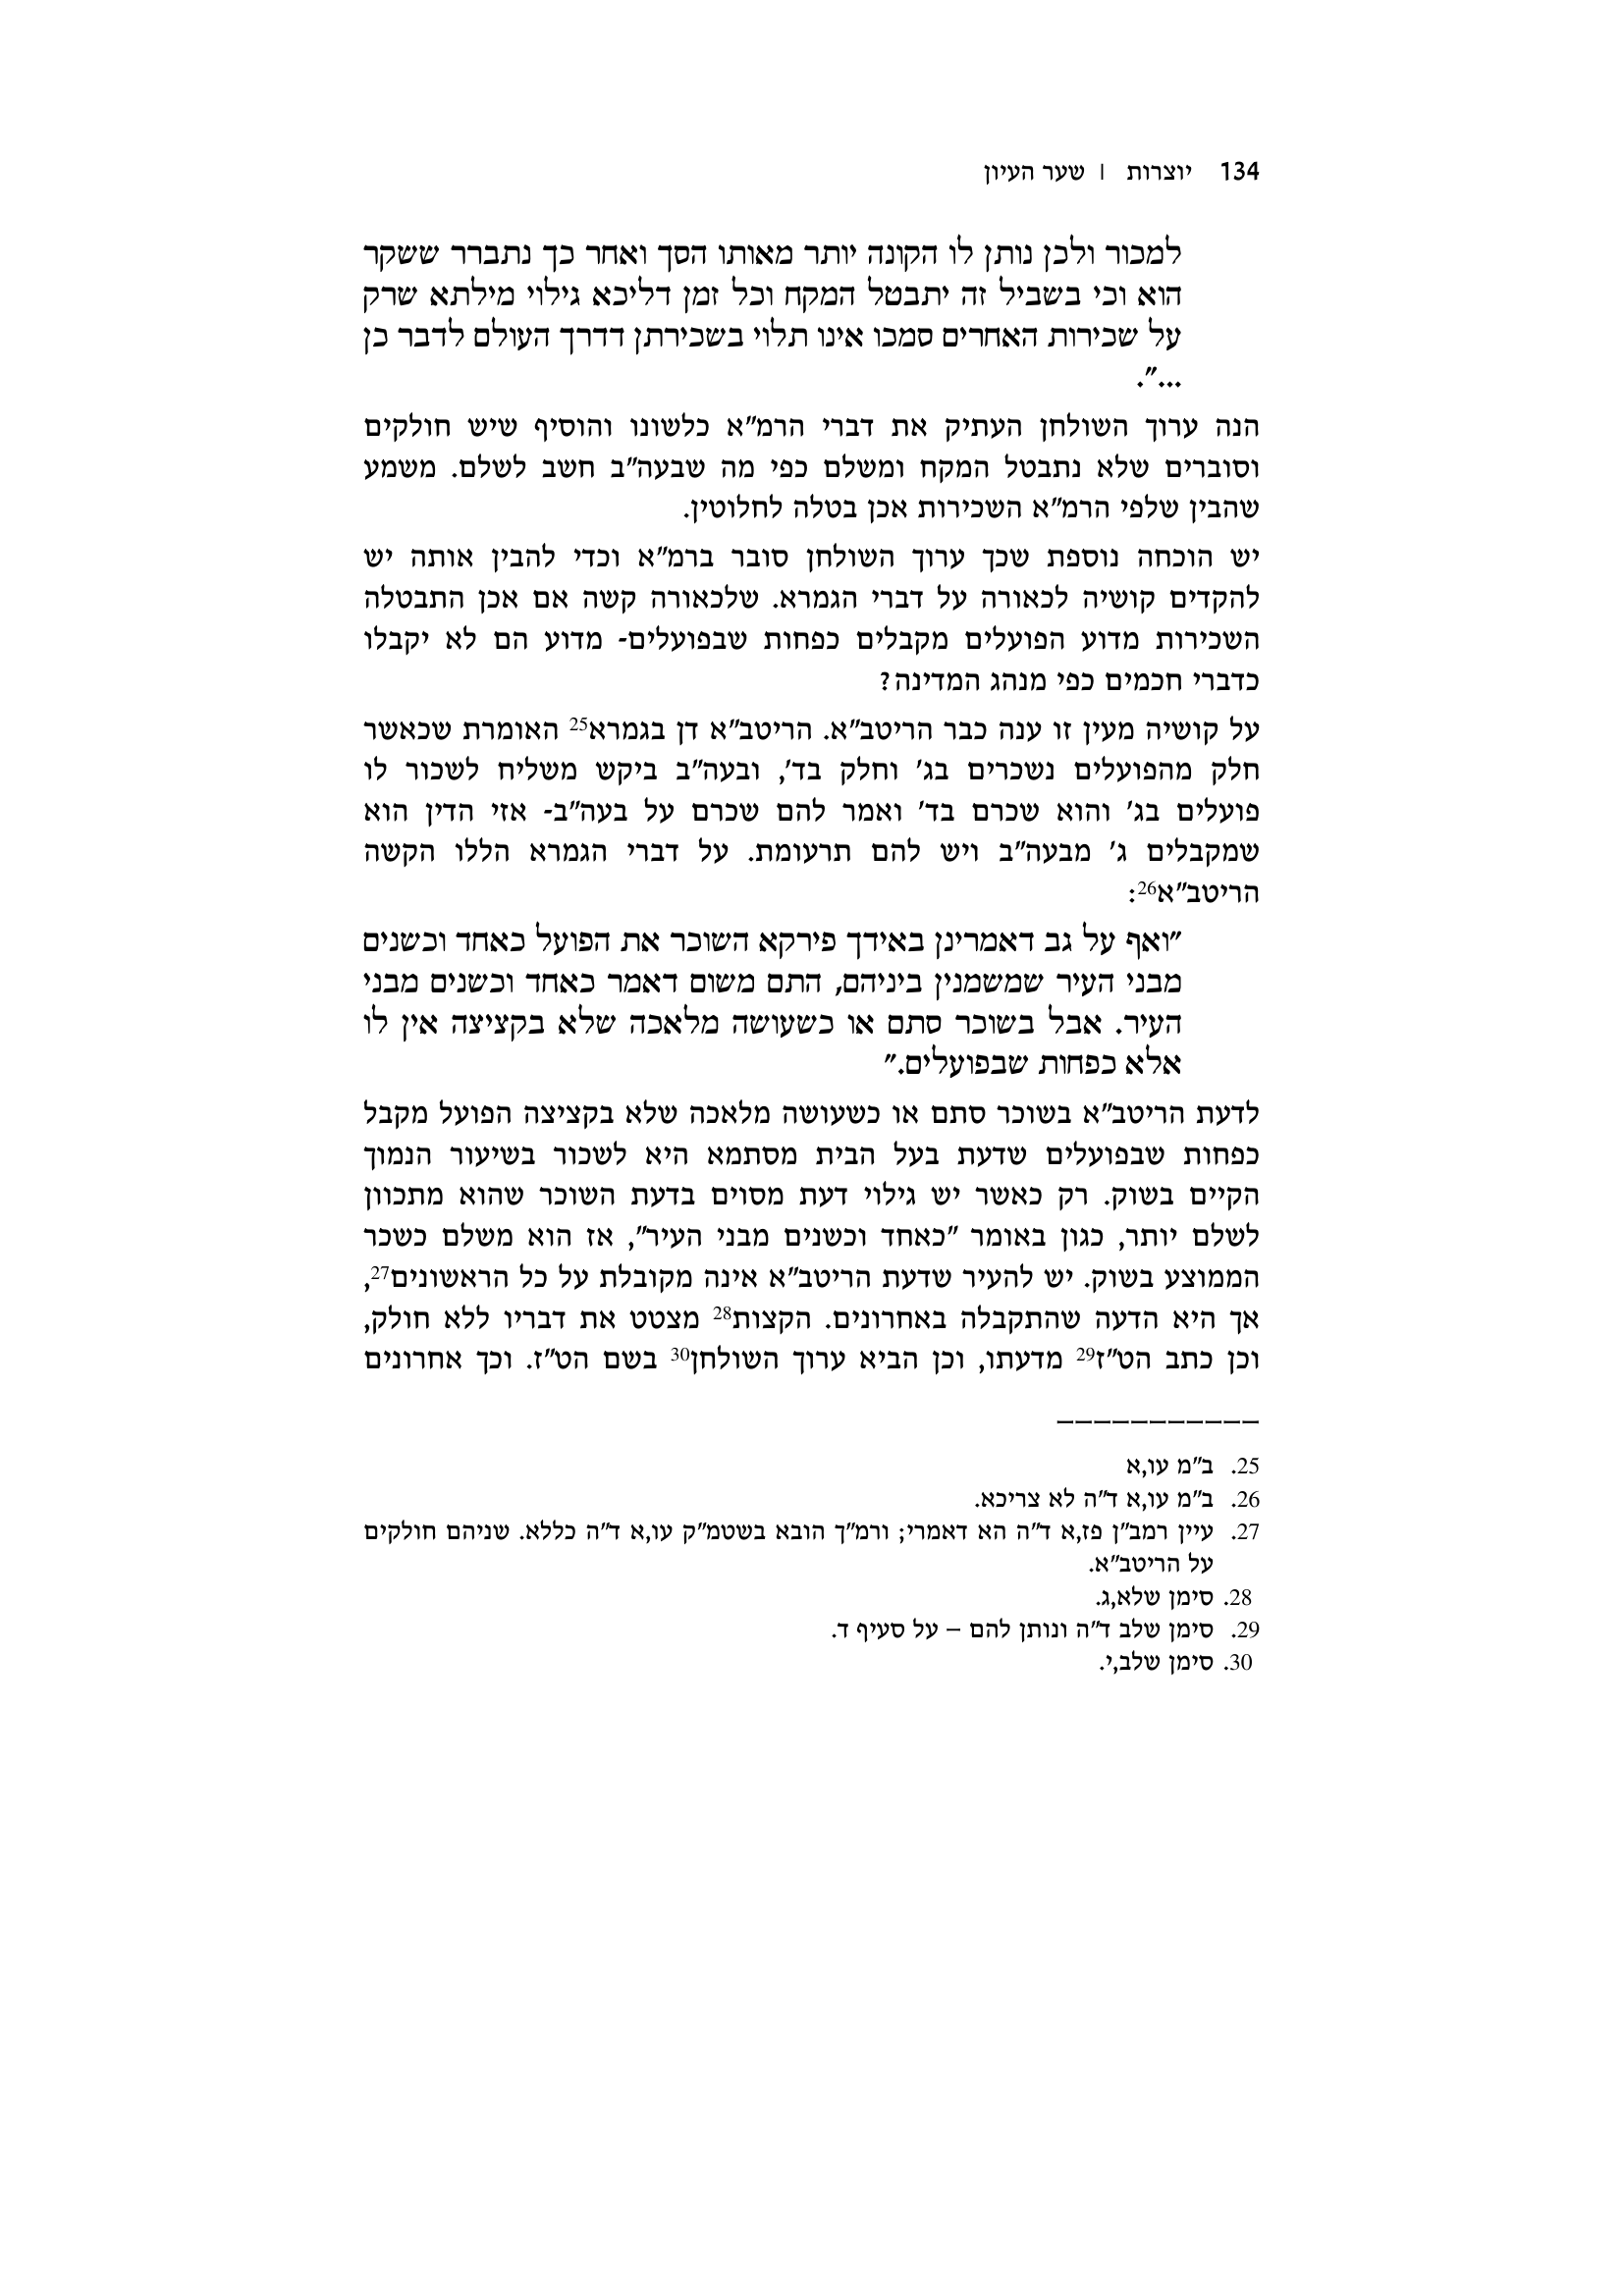 134 יוצרות | שער העיון
למכור ולכן נותן לו הקונה יותר מאותו הסך ואחר כך נתברר ששקר
הוא וכי בשביל זה יתבטל המקח וכל זמן דליכא גילוי מילתא שרק
על שכירות האחרים סמכו אינו תלוי בשכירתן דדרך העולם לדבר כן
...".
הנה ערוך השולחן העתיק את דברי הרמ"א כלשונו והוסיף שיש חולקים
וסוברים שלא נתבטל המקח ומשלם כפי מה שבעה"ב חשב לשלם. משמע
שהבין שלפי הרמ"א השכירות אכן בטלה לחלוטין.
יש הוכחה נוספת שכך ערוך השולחן סובר ברמ"א וכדי להבין אותה יש
להקדים קושיה לכאורה על דברי הגמרא. שלכאורה קשה אם אכן התבטלה
השכירות מדוע הפועלים מקבלים כפחות שבפועלים- מדוע הם לא יקבלו
כדברי חכמים כפי מנהג המדינה?
על קושיה מעין זו ענה כבר הריטב"א. הריטב"א דן בגמרא25 האומרת שכאשר
חלק מהפועלים נשכרים בג' וחלק בד', ובעה"ב ביקש משליח לשכור לו
פועלים בג' והוא שכרם בד' ואמר להם שכרם על בעה"ב- אזי הדין הוא
שמקבלים ג' מבעה"ב ויש להם תרעומת. על דברי הגמרא הללו הקשה
הריטב"א26:
"ואף על גב דאמרינן באידך פירקא השוכר את הפועל כאחד וכשנים
מבני העיר שמשמנין ביניהם, התם משום דאמר כאחד וכשנים מבני
העיר. אבל בשוכר סתם או כשעושה מלאכה שלא בקציצה אין לו
אלא כפחות שבפועלים."
לדעת הריטב"א בשוכר סתם או כשעושה מלאכה שלא בקציצה הפועל מקבל
כפחות שבפועלים שדעת בעל הבית מסתמא היא לשכור בשיעור הנמוך
הקיים בשוק. רק כאשר יש גילוי דעת מסוים בדעת השוכר שהוא מתכוון
לשלם יותר, כגון באומר "כאחד וכשנים מבני העיר", אז הוא משלם כשכר
הממוצע בשוק. יש להעיר שדעת הריטב"א אינה מקובלת על כל הראשונים27,
אך היא הדעה שהתקבלה באחרונים. הקצות28 מצטט את דבריו ללא חולק,
וכן כתב הט"ז29 מדעתו, וכן הביא ערוך השולחן30 בשם הט"ז. וכך אחרונים
___________
25. ב"מ עו,א
26. ב"מ עו,א ד"ה לא צריכא.
27. עיין רמב"ן פז,א ד"ה הא דאמרי; ורמ"ך הובא בשטמ"ק עו,א ד"ה כללא. שניהם חולקים
על הריטב"א.
28. סימן שלא,ג.
29. סימן שלב ד"ה ונותן להם – על סעיף ד.
30. סימן שלב,י.